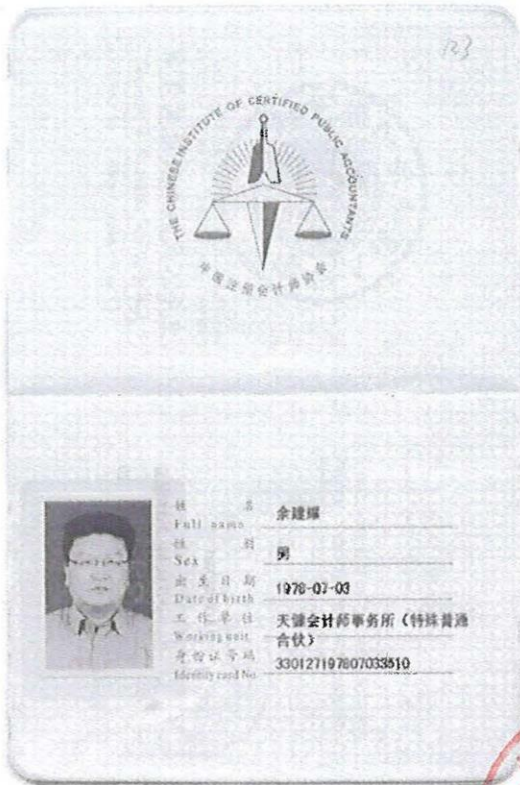 123
THE CHINESE INSTITUTE OF CERTIFIED PUBLIC ACCOUNTANTS
中国注册会计师协会
姓 名
Full name
余建耀
性 别
Sex
男
出生日期
Date of birth
1978-07-03
工作单位
Working unit
天健会计师事务所（特殊普通
合伙）
身份证号码
Identity card No
330127197807033510